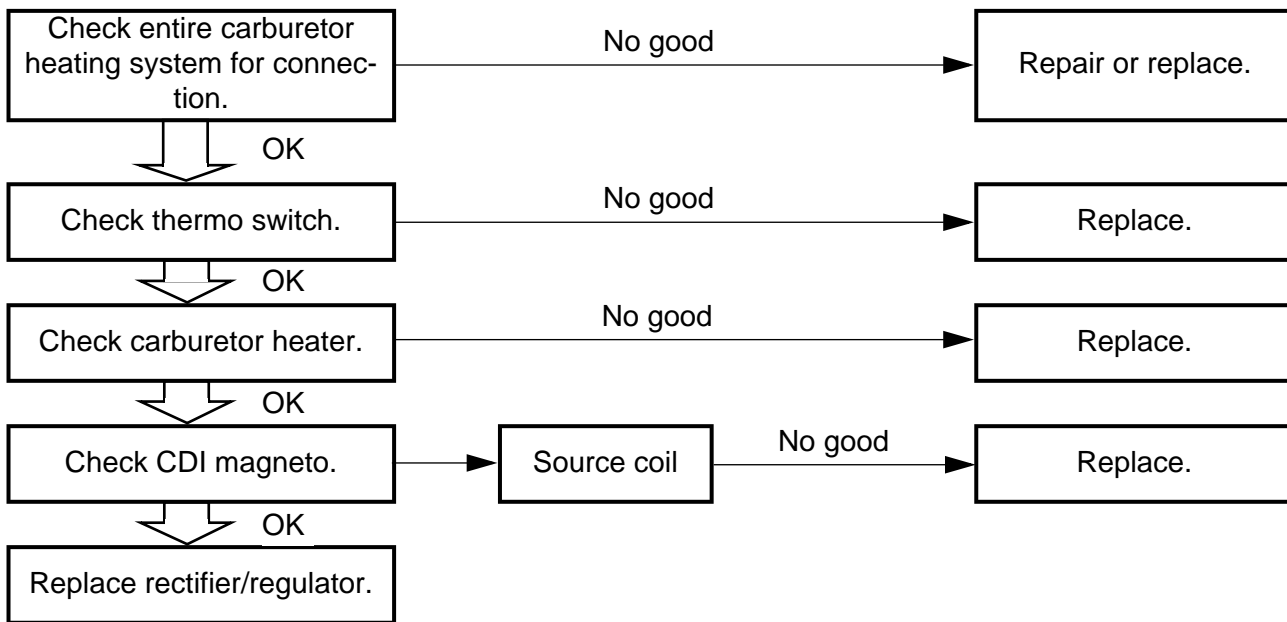 Check entire carburetor
heating system for connec-
tion.
No good
Repair or replace.
OK
Check thermo switch.
No good
Replace.
OK
Check carburetor heater.
No good
Replace.
OK
Check CDI magneto.
Source coil
No good
Replace.
OK
Replace rectifier/regulator.